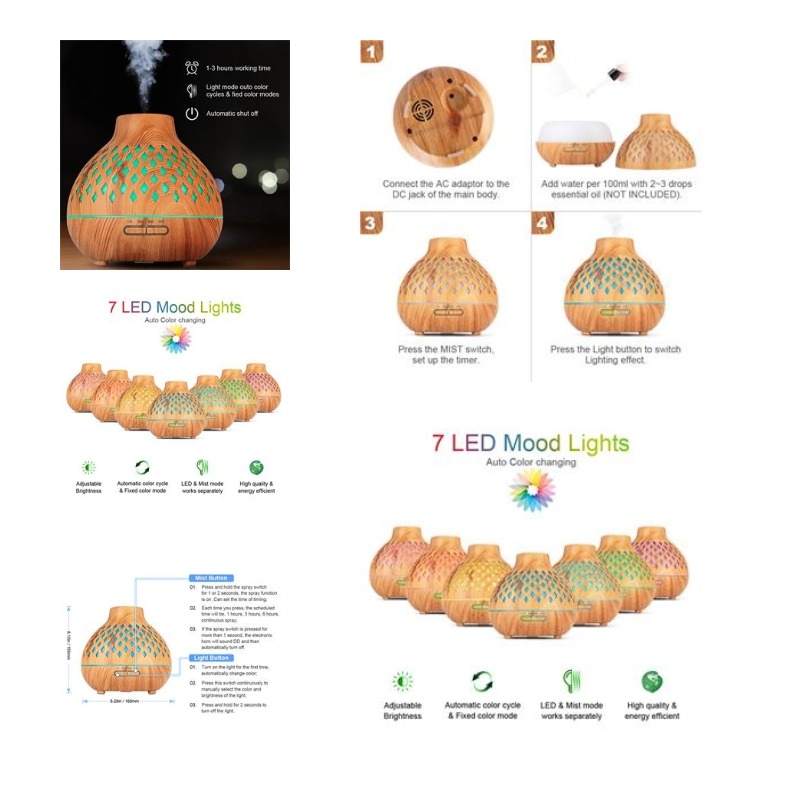 1-3 hours working time
Light mode outo color
cycles & fied color modes
Automatic shut off
7 LED Mood Lights
Auto Color changing
Adjustable
Brightness
Automatic color cycle
& Fixed color mode
LED & Mist mode
works separately
High quality &
energy efficient
Mist Button
01 Press and hold the spray switch
for 1 or 2 seconds, the spray function
is on ,Can set the time of timing;
02 Each time you press, the scheduled
time will be, 1 hours, 3 hours, 6 hours,
continuous spray;
03 If the spray switch is pressed for
more than 1 second, the electronic
horn will sound DD and then
automatically turn off.
Light Button
01 Turn on the light for the first time,
automatically change color;
02 Press this switch continuously to
manually select the color and
brightness of the light.
03 Press and hold for 2 seconds to
turn off the light.
6.29in / 160mm
1
Connect the AC adaptor to the
DC jack of the main body.
2
Add water per 100ml with 2~3 drops
essential oil (NOT INCLUDED).
3
Press the MIST switch,
set up the timer.
4
Press the Light button to switch
Lighting effect.
7 LED Mood Lights
Auto Color changing
Adjustable
Brightness
Automatic color cycle
& Fixed color mode
LED & Mist mode
works separately
High quality &
energy efficient